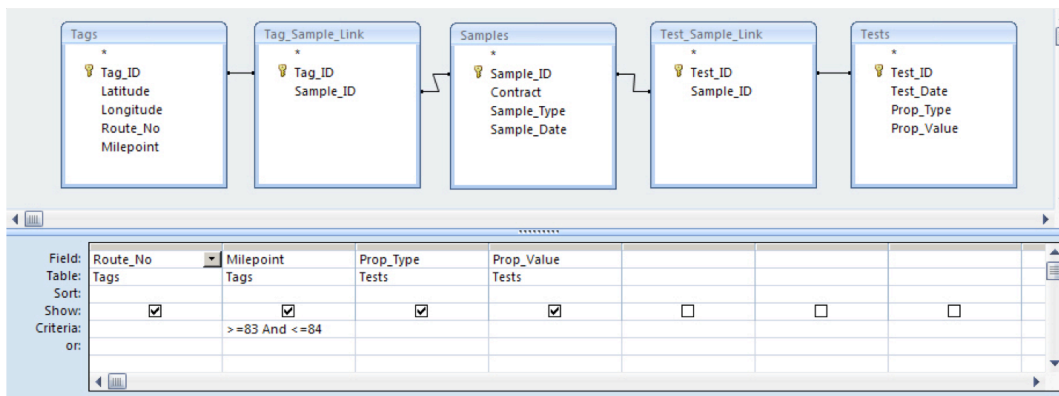 Tags
*
Tag_ID
Latitude
Longitude
Route_No
Milepoint
Tag_Sample_Link
*
Tag_ID
Sample_ID
Samples
*
Sample_ID
Contract
Sample_Type
Sample_Date
Test_Sample_Link
*
Test_ID
Sample_ID
Tests
*
Test_ID
Test_Date
Prop_Type
Prop_Value
Field: Route_No Milepoint Prop_Type Prop_Value
Table: Tags Tags Tests Tests
Sort:
Show:
Criteria: >=83 And <=84
or: